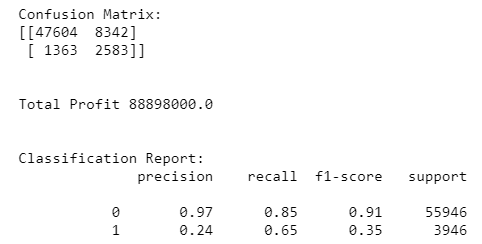 Confusion Matrix:
[[47604  8342]
 [ 1363  2583]]
Total Profit 88898000.0
Classification Report:
              precision    recall  f1-score   support
           0       0.97      0.85      0.91     55946
           1       0.24      0.65      0.35      3946